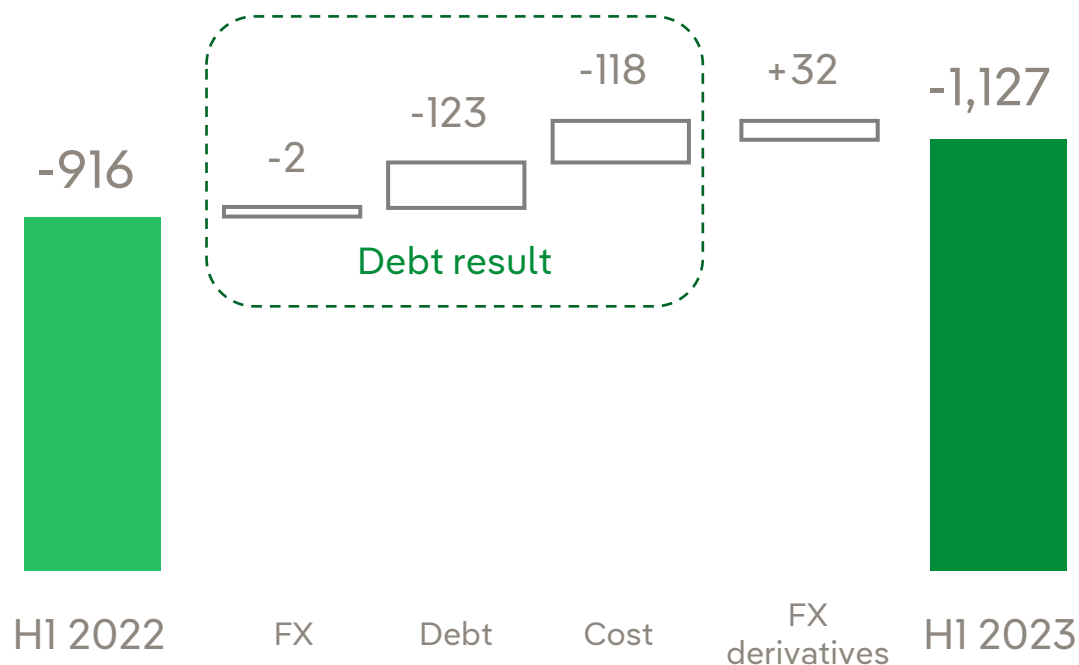 -916
-2
-123
-118
+32
-1,127
Debt result
H1 2022
FX
Debt
Cost
FX
derivatives
H1 2023